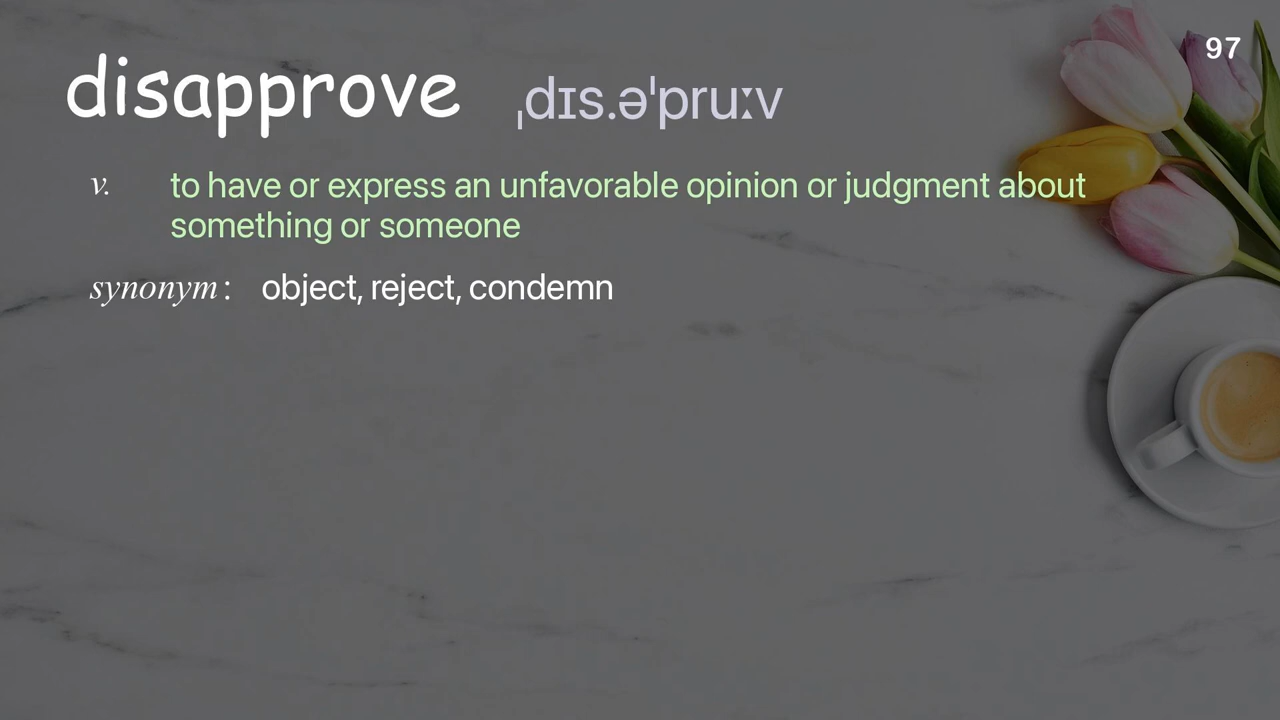 97
disapprove ˌdɪs.əˈpruːv
v. to have or express an unfavorable opinion or judgment about
something or someone
synonym : object, reject, condemn